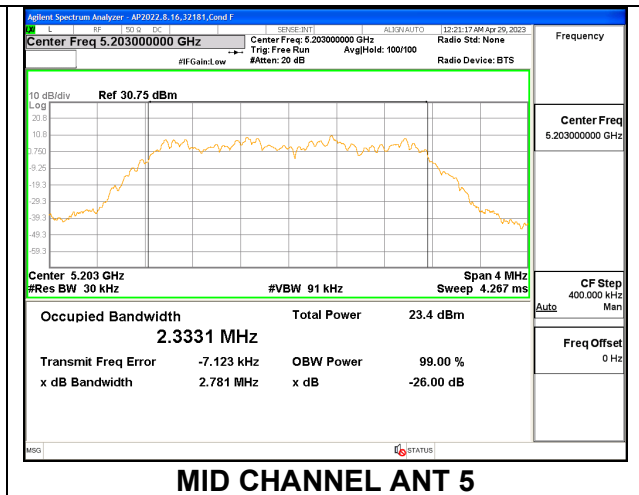 Agilent Spectrum Analyzer - AP2022.8.16,32181,Cond F
L RF 50 Ω DC SENSE:INT ALIGN AUTO 12:21:17 AM Apr 29, 2023
Center Freq 5.203000000 GHz
Center Freq: 5.203000000 GHz Radio Std: None
Trig: Free Run Avg|Hold: 100/100
#IFGain:Low #Atten: 20 dB Radio Device: BTS
Frequency
10 dB/div Ref 30.75 dBm
Log
20.8
10.8
0.750
-9.25
-19.3
-29.3
-39.3
-49.3
-59.3
Center 5.203 GHz Span 4 MHz
#Res BW 30 kHz #VBW 91 kHz Sweep 4.267 ms
Center Freq
5.203000000 GHz
CF Step
400.000 kHz
Auto Man
Freq Offset
0 Hz
Occupied Bandwidth Total Power 23.4 dBm
2.3331 MHz
Transmit Freq Error -7.123 kHz OBW Power 99.00 %
x dB Bandwidth 2.781 MHz x dB -26.00 dB
MSG STATUS
MID CHANNEL ANT 5